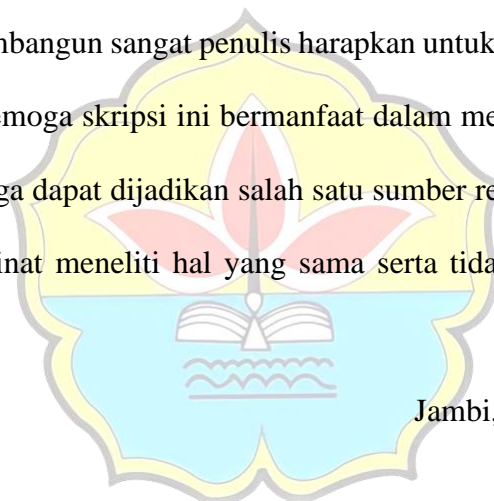 mbangun sangat penulis harapkan untuk
emoga skripsi ini bermanfaat dalam me
ga dapat dijadikan salah satu sumber re
inat meneliti hal yang sama serta tida
Jambi,